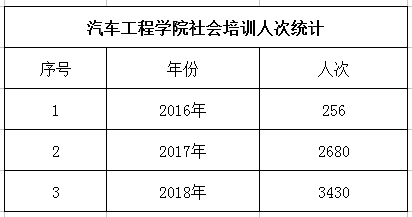 汽车工程学院社会培训人次统计
序号 年份 人次
1 2016年 256
2 2017年 2680
3 2018年 3430